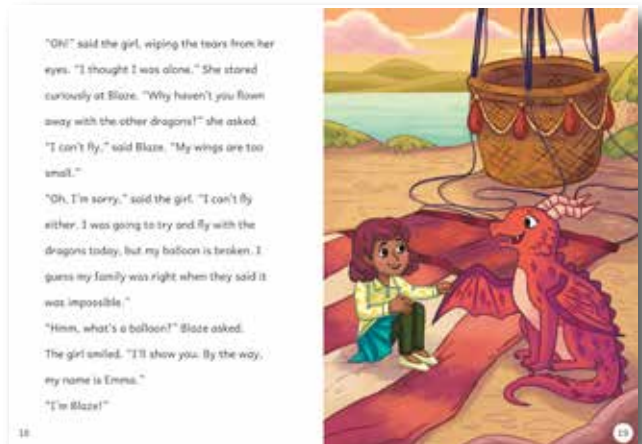 "Oh!" said the girl, wiping the tears from her
eyes. "I thought I was alone." She stared
curiously at Blaze. "Why haven't you flown
away with the other dragons?" she asked.
"I can't fly," said Blaze. "My wings are too
small."
"Oh, I'm sorry," said the girl. "I can't fly
either. I was going to try and fly with the
dragons today, but my balloon is broken. I
guess my family was right when they said it
was impossible."
"Hmm, what's a balloon?" Blaze asked.
The girl smiled. "I'll show you. By the way,
my name is Emma."
"I'm Blaze!"
18
19